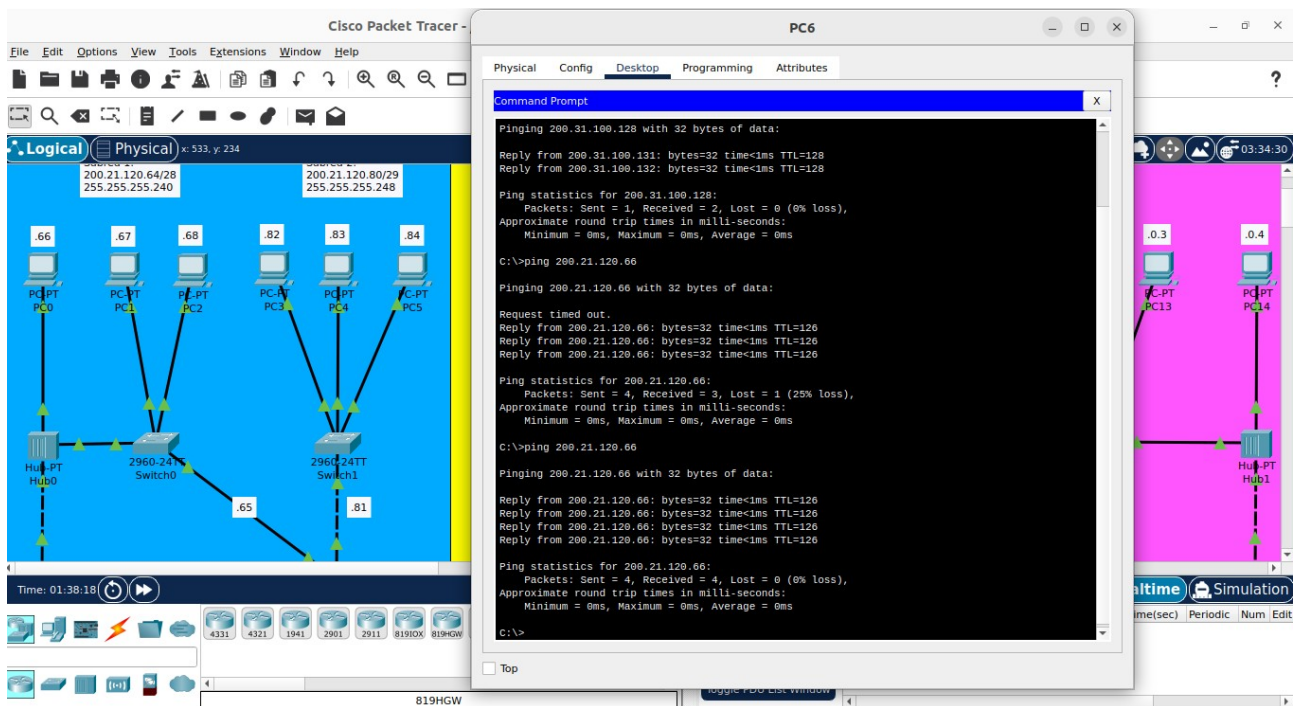 Cisco Packet Tracer -
File Edit Options View Tools Extensions Window Help
?
Logical Physical x: 533, y: 234
03:34:30
Subred 1:
200.21.120.64/28
255.255.255.240
Subred 2:
200.21.120.80/29
255.255.255.248
.66
.67
.68
.82
.83
.84
PC-PT
PC0
PC-PT
PC1
PC-PT
PC2
PC-PT
PC3
PC-PT
PC4
C-PT
PC5
Hub-PT
Hub0
2960-24TT
Switch0
2960-24TT
Switch1
.65
.81
PC6
Physical Config Desktop Programming Attributes
Command Prompt X
Pinging 200.31.100.128 with 32 bytes of data:
Reply from 200.31.100.131: bytes=32 time<1ms TTL=128
Reply from 200.31.100.132: bytes=32 time<1ms TTL=128
Ping statistics for 200.31.100.128:
Packets: Sent = 1, Received = 2, Lost = 0 (0% loss),
Approximate round trip times in milli-seconds:
Minimum = 0ms, Maximum = 0ms, Average = 0ms
C:\>ping 200.21.120.66
Pinging 200.21.120.66 with 32 bytes of data:
Request timed out.
Reply from 200.21.120.66: bytes=32 time<1ms TTL=126
Reply from 200.21.120.66: bytes=32 time<1ms TTL=126
Reply from 200.21.120.66: bytes=32 time<1ms TTL=126
Ping statistics for 200.21.120.66:
Packets: Sent = 4, Received = 3, Lost = 1 (25% loss),
Approximate round trip times in milli-seconds:
Minimum = 0ms, Maximum = 0ms, Average = 0ms
C:\>ping 200.21.120.66
Pinging 200.21.120.66 with 32 bytes of data:
Reply from 200.21.120.66: bytes=32 time<1ms TTL=126
Reply from 200.21.120.66: bytes=32 time<1ms TTL=126
Reply from 200.21.120.66: bytes=32 time<1ms TTL=126
Reply from 200.21.120.66: bytes=32 time<1ms TTL=126
Ping statistics for 200.21.120.66:
Packets: Sent = 4, Received = 4, Lost = 0 (0% loss),
Approximate round trip times in milli-seconds:
Minimum = 0ms, Maximum = 0ms, Average = 0ms
C:\>
Top
.0.3
.0.4
PC-PT
PC13
PC-PT
PC14
Hub-PT
Hub1
Time: 01:38:18
altime Simulation
ime(sec) Periodic Num Edit
4331 4321 1941 2901 2911 819IOX 819HGW
819HGW
Toggle PDU List Window